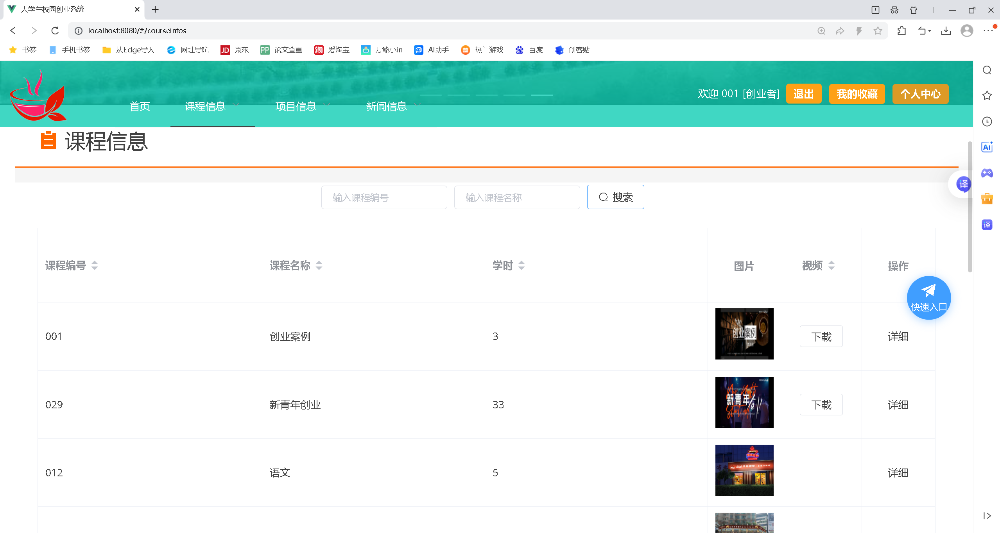 大学生校园创业系统
localhost:8080/#/courseinfos
书签 手机书签 从Edge导入 网址导航 JD 京东 PP 论文查重 淘 爱淘宝 万能小in AI助手 热门游戏 百度 创客贴
欢迎 001 [创业者] 退出 我的收藏 个人中心
首页 课程信息 项目信息 新闻信息
课程信息
译
输入课程编号 输入课程名称 搜索
课程编号 课程名称 学时 图片 视频 操作
快速入口
001 创业案例 3 创业案例 下载 详细
029 新青年创业 33 新青年创业 下载 详细
012 语文 5 详细
AI
译